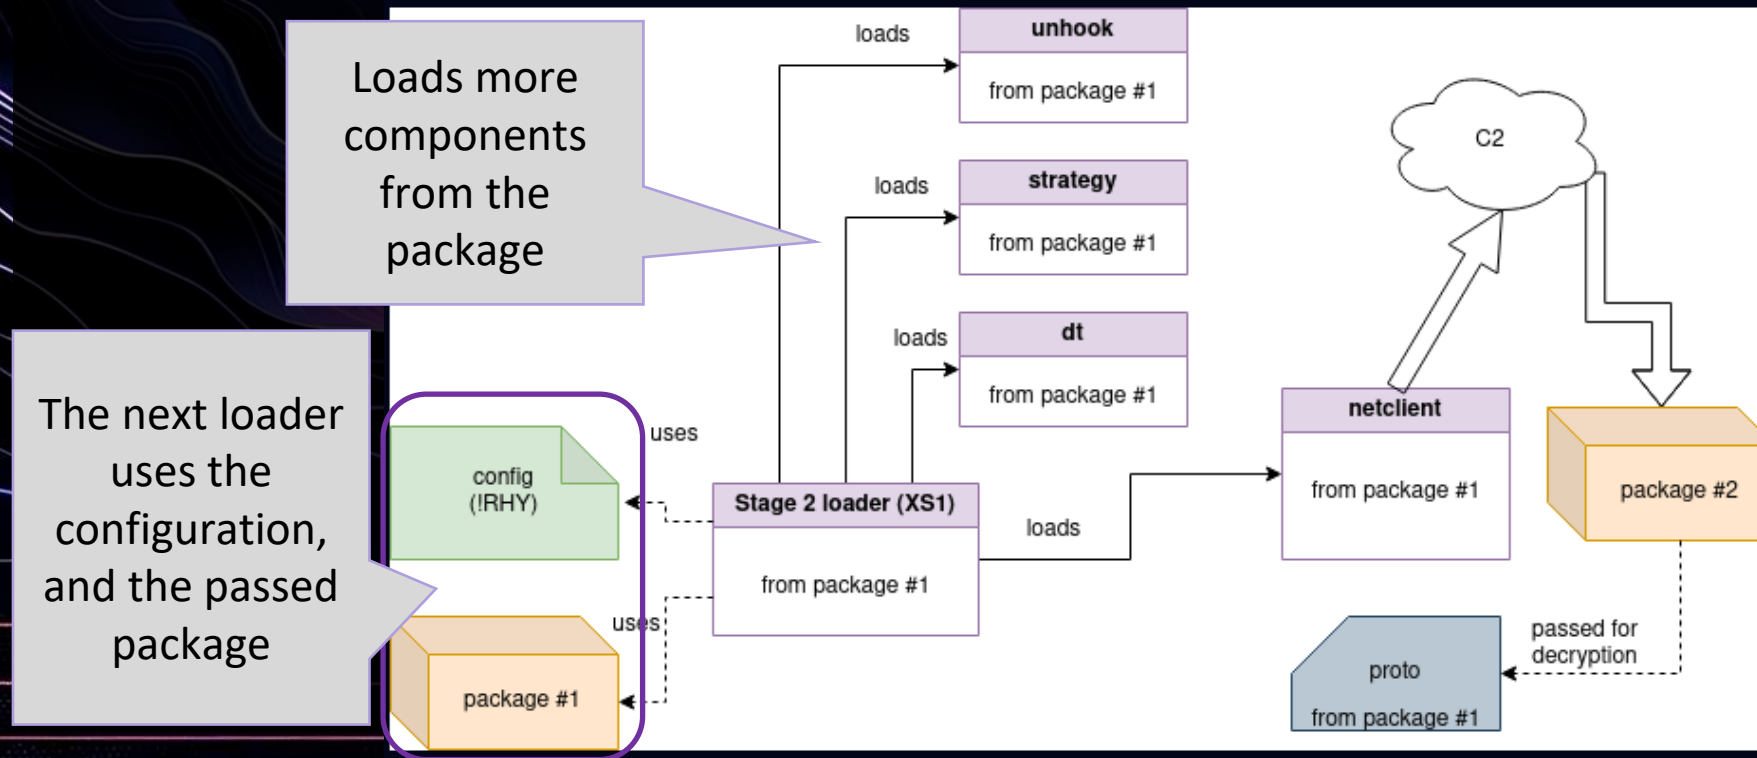 Loads more
components
from the
package
The next loader
uses the
configuration,
and the passed
package
loads
unhook
from package #1
loads
strategy
from package #1
loads
dt
from package #1
C2
uses
config
(!RHY)
Stage 2 loader (XS1)
from package #1
loads
netclient
from package #1
package #2
uses
package #1
passed for
decryption
proto
from package #1